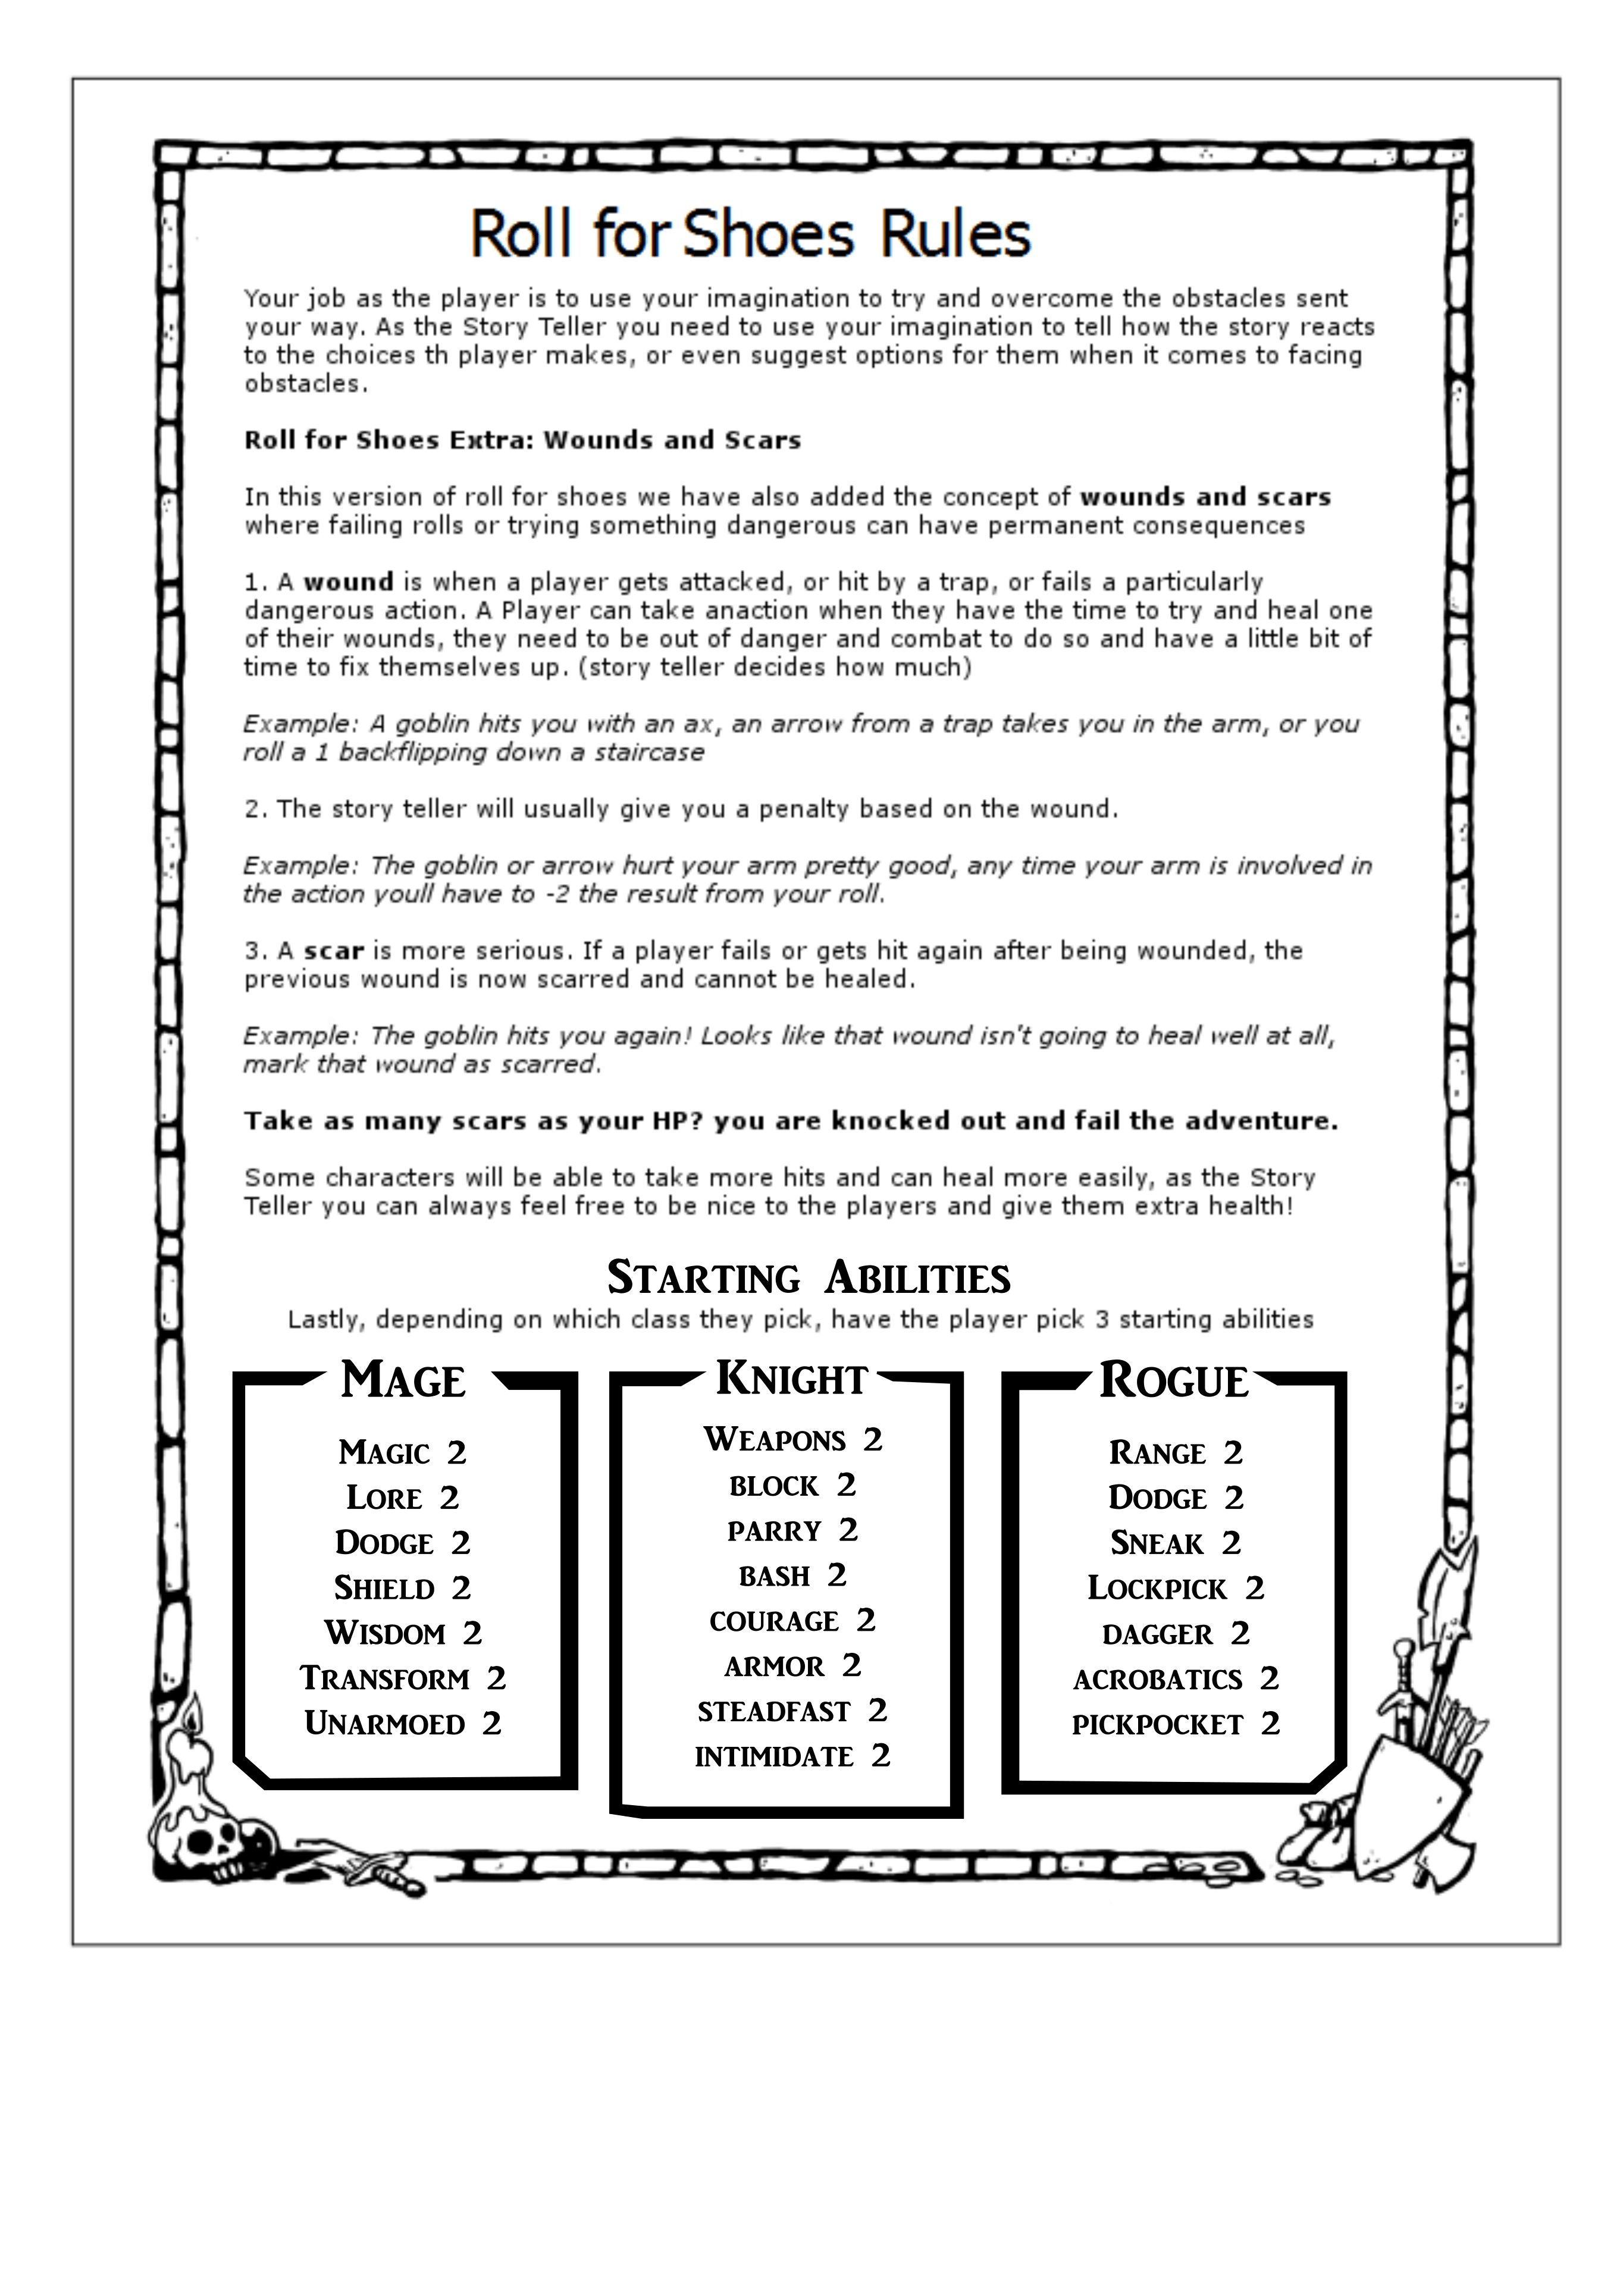 Roll for Shoes Rules
Your job as the player is to use your imagination to try and overcome the obstacles sent
your way. As the Story Teller you need to use your imagination to tell how the story reacts
to the choices th player makes, or even suggest options for them when it comes to facing
obstacles.
Roll for Shoes Extra: Wounds and Scars
In this version of roll for shoes we have also added the concept of wounds and scars
where failing rolls or trying something dangerous can have permanent consequences
1. A wound is when a player gets attacked, or hit by a trap, or fails a particularly
dangerous action. A Player can take anaction when they have the time to try and heal one
of their wounds, they need to be out of danger and combat to do so and have a little bit of
time to fix themselves up. (story teller decides how much)
Example: A goblin hits you with an ax, an arrow from a trap takes you in the arm, or you
roll a 1 backflipping down a staircase
2. The story teller will usually give you a penalty based on the wound.
Example: The goblin or arrow hurt your arm pretty good, any time your arm is involved in
the action youll have to -2 the result from your roll.
3. A scar is more serious. If a player fails or gets hit again after being wounded, the
previous wound is now scarred and cannot be healed.
Example: The goblin hits you again! Looks like that wound isn't going to heal well at all,
mark that wound as scarred.
Take as many scars as your HP? you are knocked out and fail the adventure.
Some characters will be able to take more hits and can heal more easily, as the Story
Teller you can always feel free to be nice to the players and give them extra health!
Starting Abilities
Lastly, depending on which class they pick, have the player pick 3 starting abilities
Mage
Magic 2
Lore 2
Dodge 2
Shield 2
Wisdom 2
Transform 2
Unarmoed 2
Knight
Weapons 2
block 2
parry 2
bash 2
courage 2
armor 2
steadfast 2
intimidate 2
Rogue
Range 2
Dodge 2
Sneak 2
Lockpick 2
dagger 2
acrobatics 2
pickpocket 2